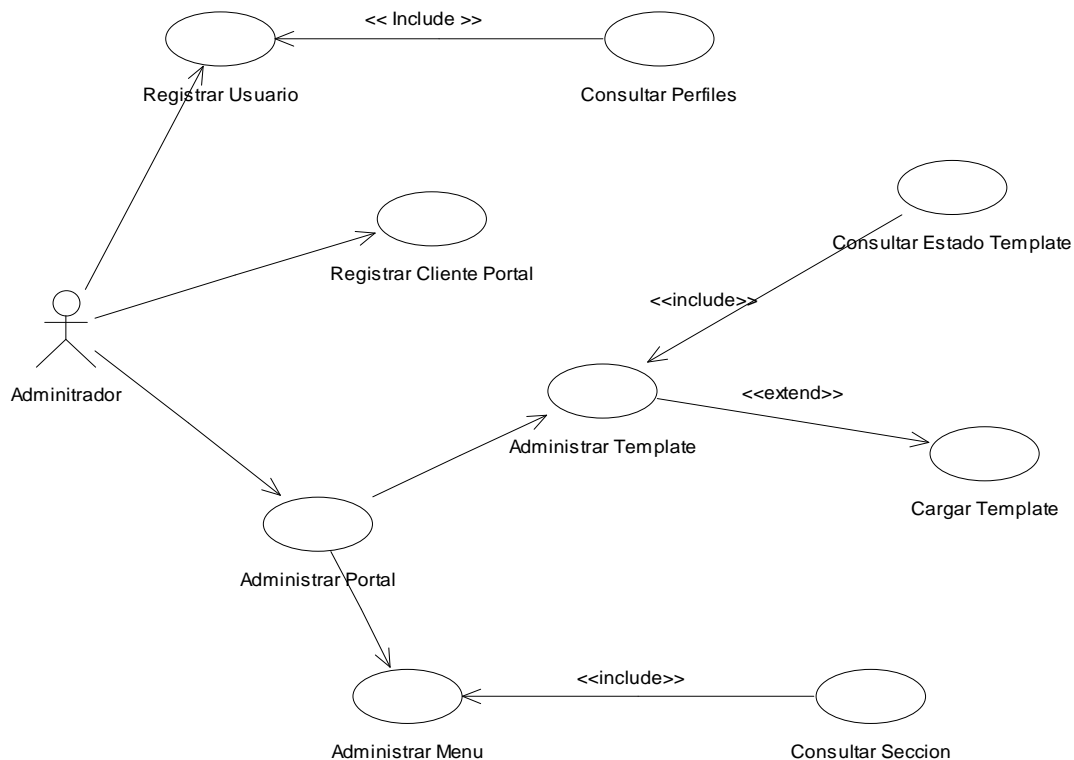 << Include >>
Registrar Usuario
Consultar Perfiles
Consultar Estado Template
Registrar Cliente Portal
<<include>>
Adminitrador
<<extend>>
Administrar Template
Cargar Template
Administrar Portal
<<include>>
Administrar Menu
Consultar Seccion